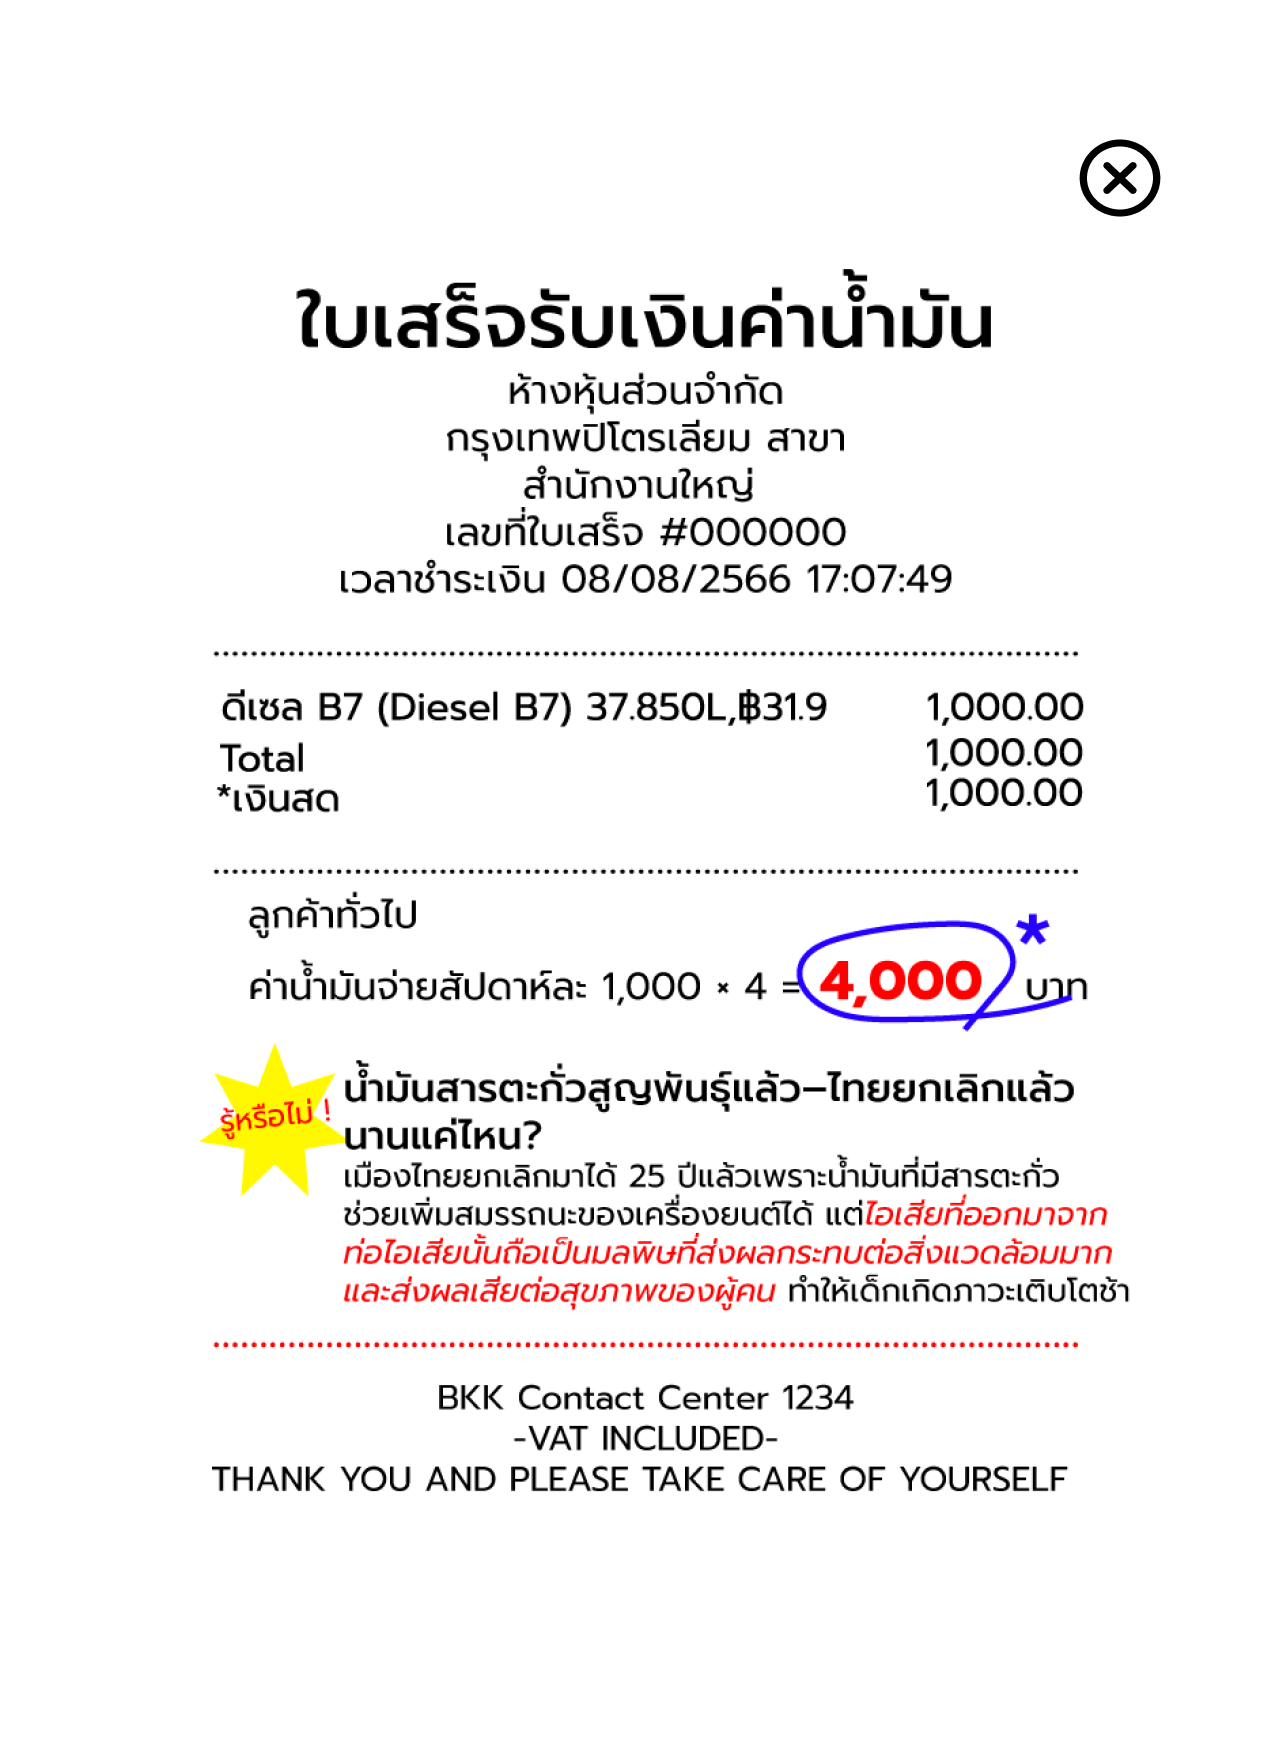 ใบเสร็จรับเงินค่าน้ำมัน
ห้างหุ้นส่วนจำกัด
กรุงเทพปิโตรเลียม สาขา
สำนักงานใหญ่
เลขที่ใบเสร็จ #000000
เวลาชำระเงิน 08/08/2566 17:07:49
ดีเซล B7 (Diesel B7) 37.850L,฿31.9 1,000.00
Total 1,000.00
*เงินสด 1,000.00
ลูกค้าทั่วไป
ค่าน้ำมันจ่ายสัปดาห์ละ 1,000 × 4 = 4,000 * บาท
รู้หรือไม่ !
น้ำมันสารตะกั่วสูญพันธุ์แล้ว–ไทยยกเลิกแล้ว
นานแค่ไหน?
เมืองไทยยกเลิกมาได้ 25 ปีแล้วเพราะน้ำมันที่มีสารตะกั่ว
ช่วยเพิ่มสมรรถนะของเครื่องยนต์ได้ แต่ไอเสียที่ออกมาจาก
ท่อไอเสียนั้นถือเป็นมลพิษที่ส่งผลกระทบต่อสิ่งแวดล้อมมาก
และส่งผลเสียต่อสุขภาพของผู้คน ทำให้เด็กเกิดภาวะเติบโตช้า
BKK Contact Center 1234
-VAT INCLUDED-
THANK YOU AND PLEASE TAKE CARE OF YOURSELF